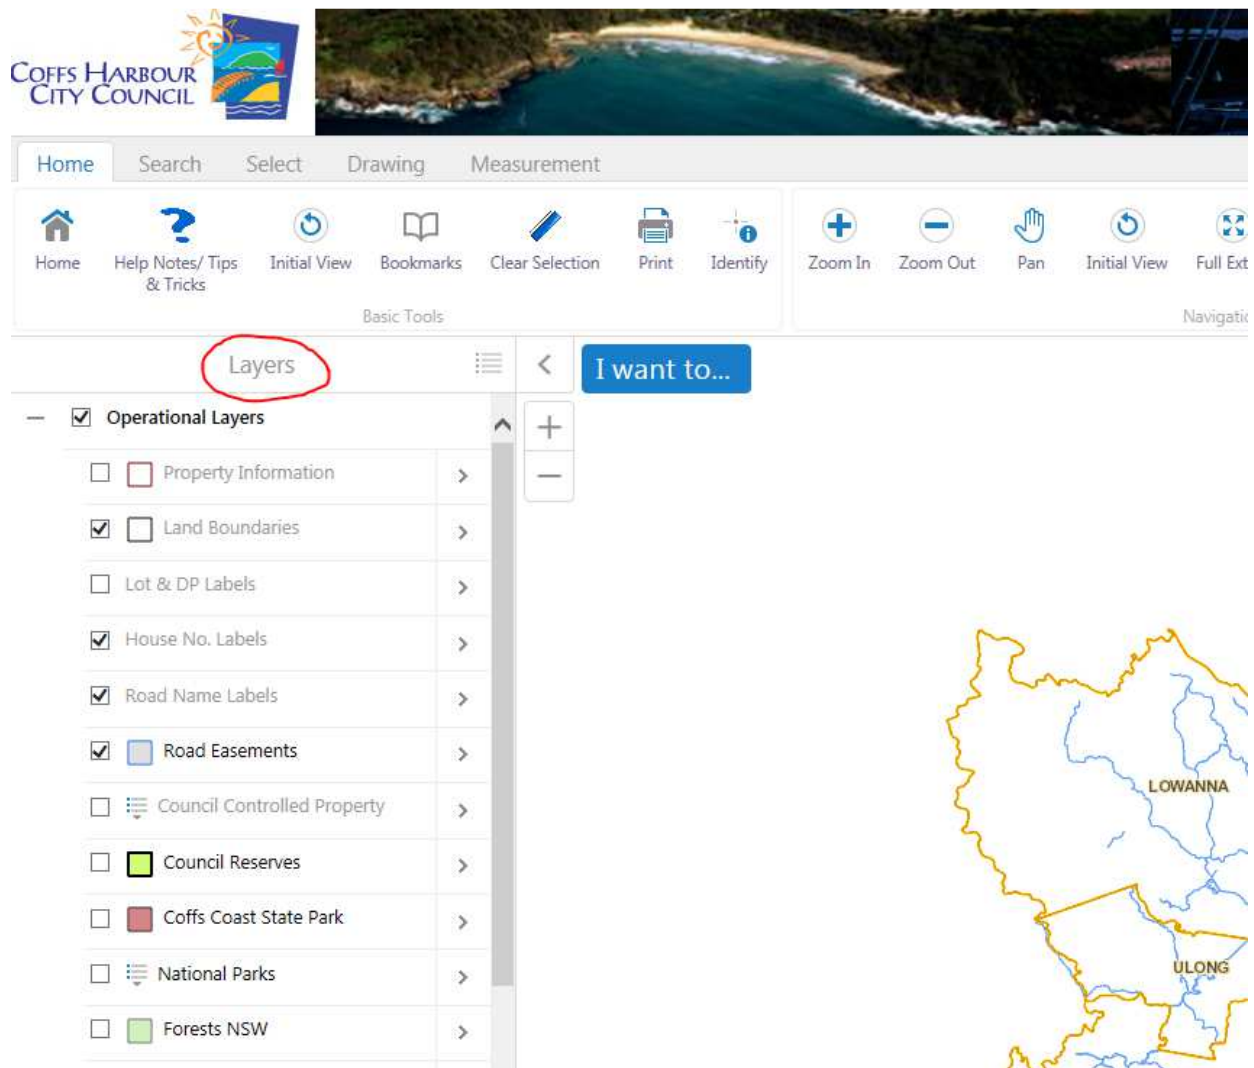 COFFS HARBOUR
CITY COUNCIL
Home Search Select Drawing Measurement
Home
Help Notes/ Tips
& Tricks
Initial View
Bookmarks
Clear Selection
Print
Identify
Zoom In
Zoom Out
Pan
Initial View
Full Ext
Basic Tools
Navigatio
Layers
I want to...
Operational Layers
Property Information
Land Boundaries
Lot & DP Labels
House No. Labels
Road Name Labels
Road Easements
Council Controlled Property
Council Reserves
Coffs Coast State Park
National Parks
Forests NSW
LOWANNA
ULONG